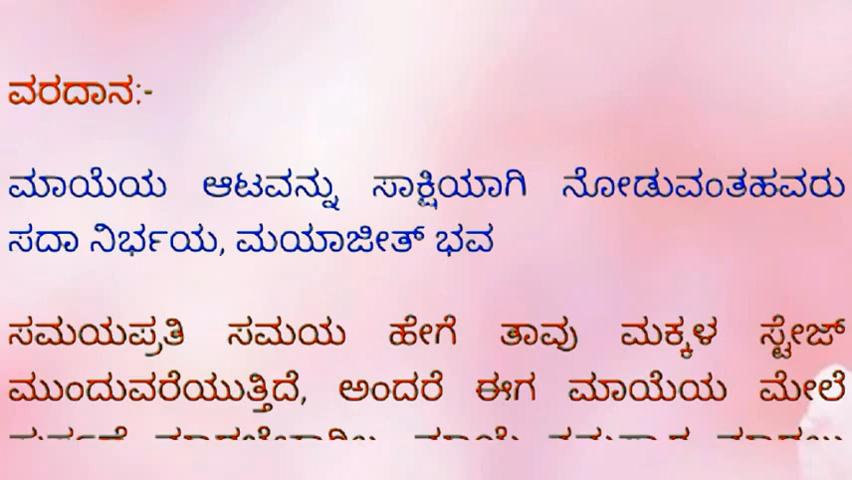 ವರದಾನ:-
ಮಾಯೆಯ ಆಟವನ್ನು ಸಾಕ್ಷಿಯಾಗಿ ನೋಡುವಂತಹವರು
ಸದಾ ನಿರ್ಭಯ, ಮಯಾಜೀತ್ ಭವ
ಸಮಯಪ್ರತಿ ಸಮಯ ಹೇಗೆ ತಾವು ಮಕ್ಕಳ ಸ್ಟೇಜ್
ಮುಂದುವರೆಯುತ್ತಿದೆ, ಅಂದರೆ ಈಗ ಮಾಯೆಯ ಮೇಲೆ